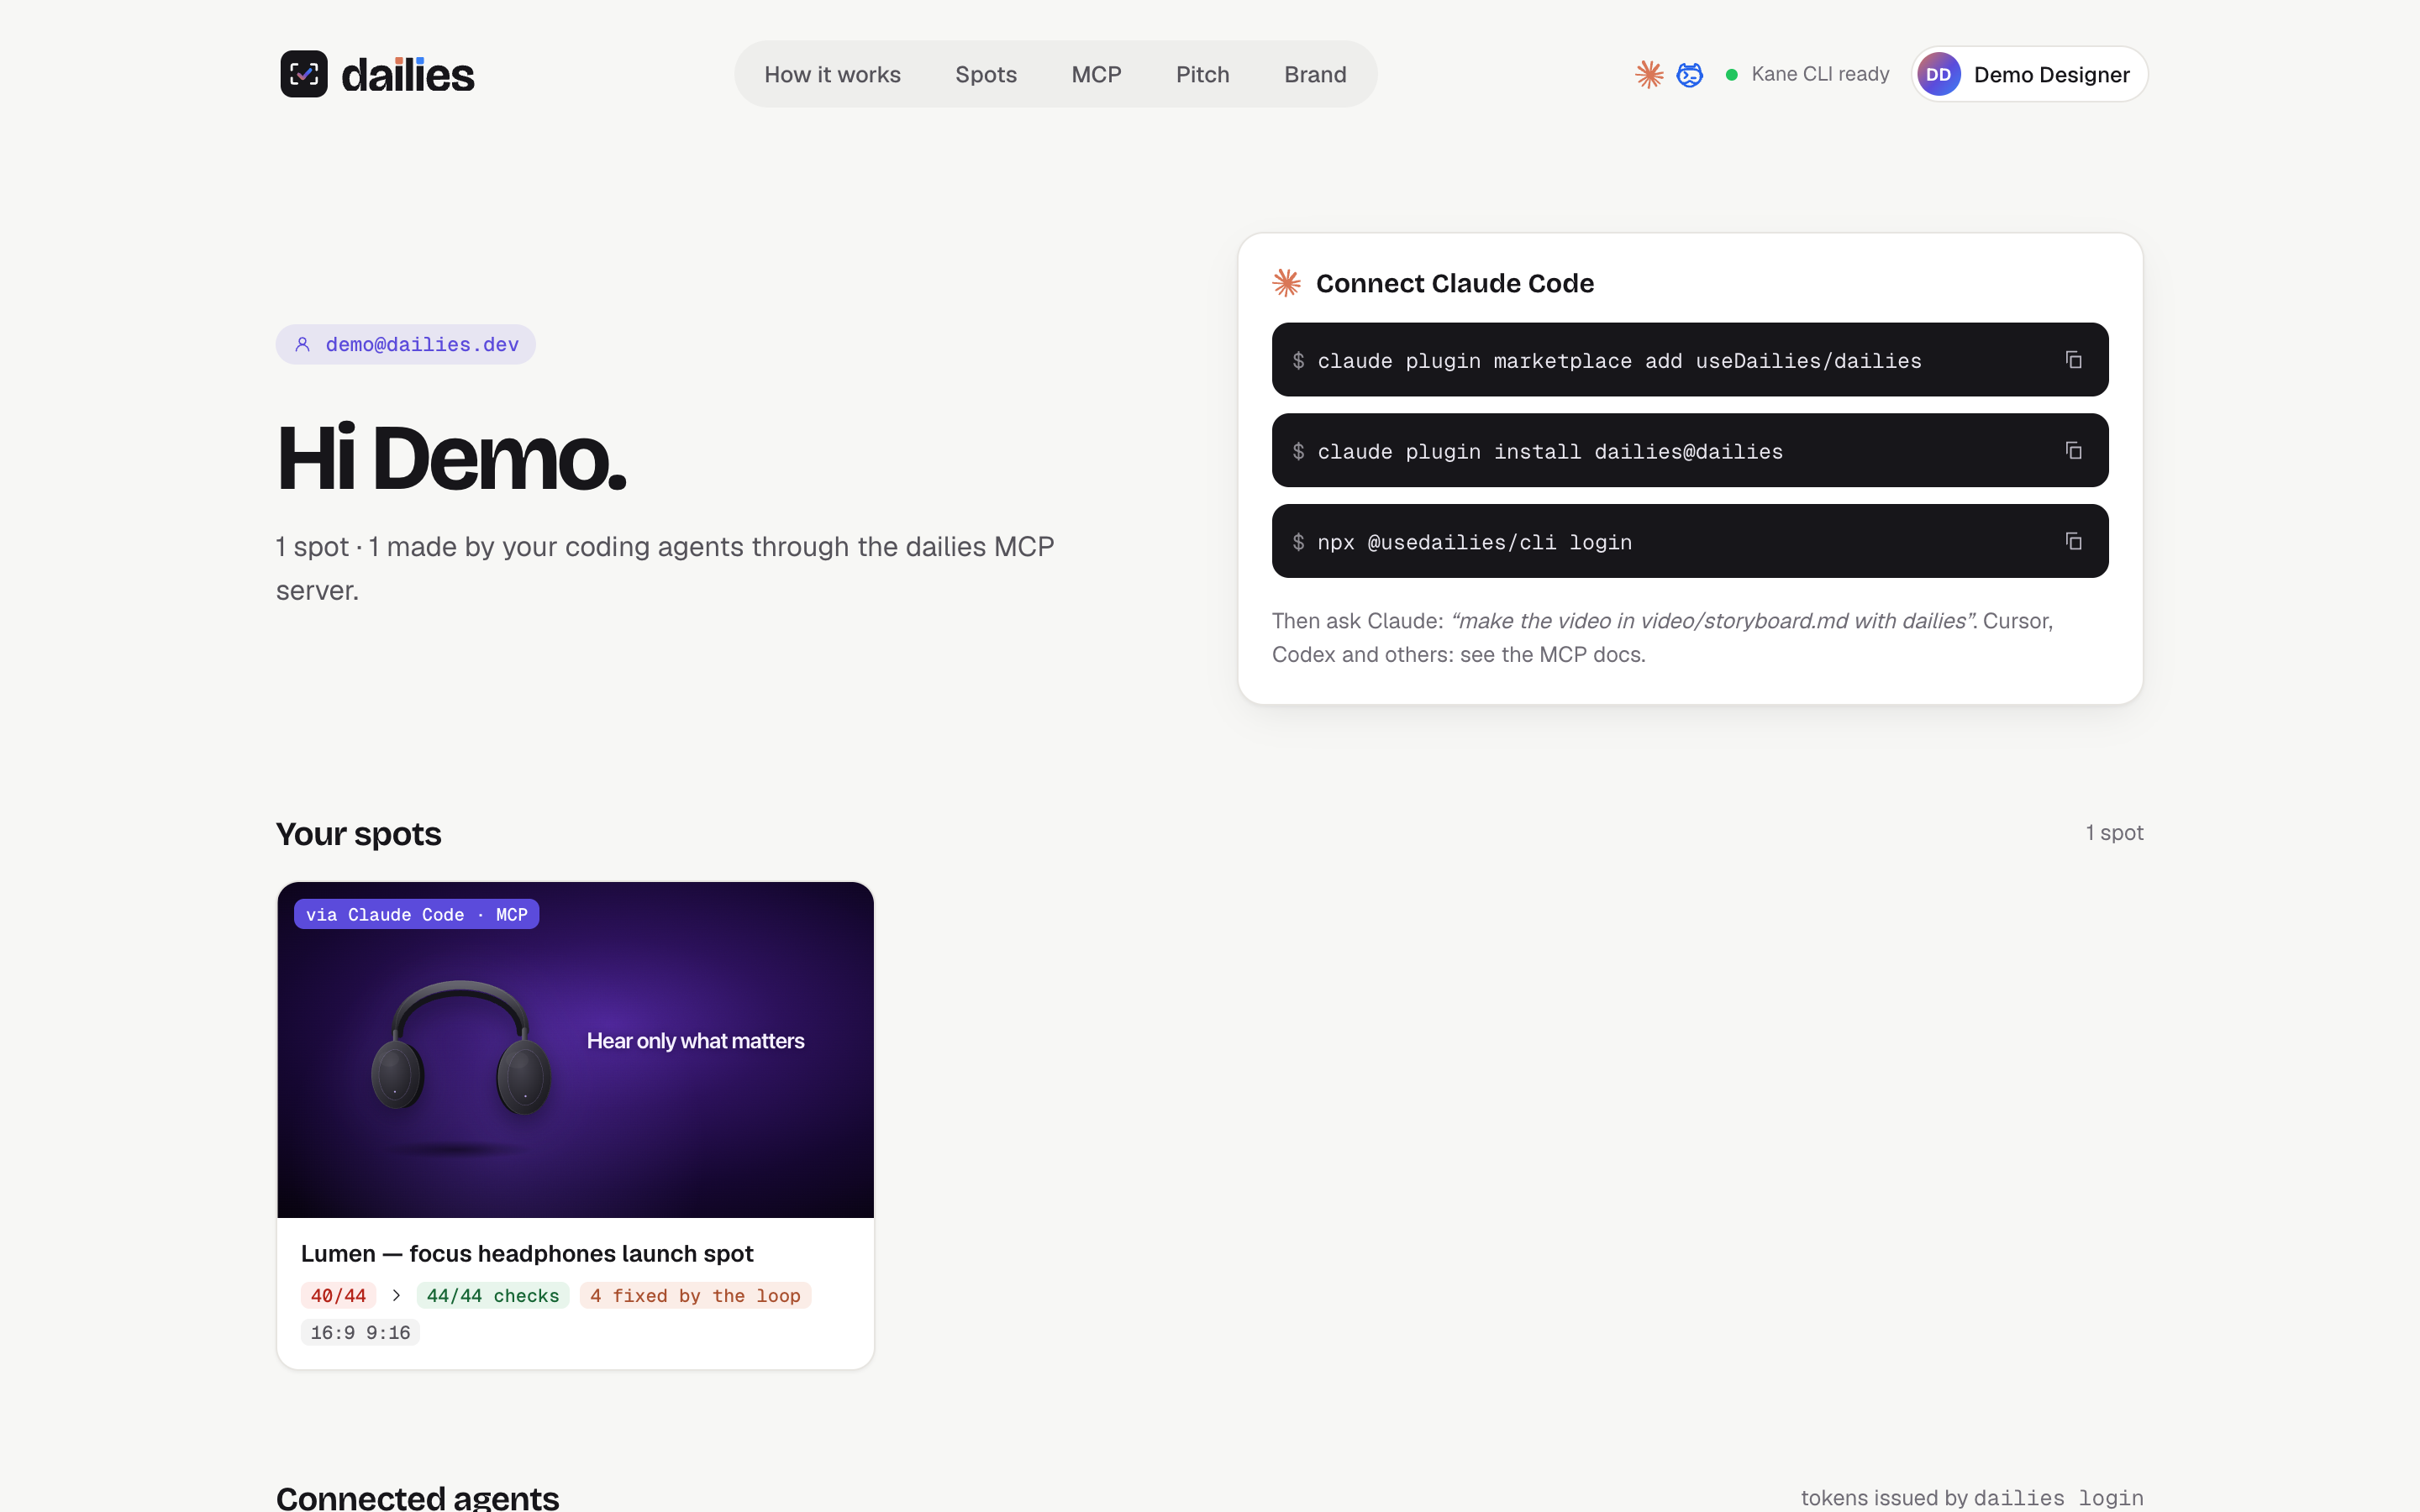 dailies
How it works
Spots
MCP
Pitch
Brand
Kane CLI ready
DD
Demo Designer
demo@dailies.dev
Hi Demo.
1 spot · 1 made by your coding agents through the dailies MCP
server.
Connect Claude Code
$ claude plugin marketplace add useDailies/dailies
$ claude plugin install dailies@dailies
$ npx @usedailies/cli login
Then ask Claude: “make the video in video/storyboard.md with dailies”. Cursor,
Codex and others: see the MCP docs.
Your spots
1 spot
via Claude Code · MCP
Hear only what matters
Lumen — focus headphones launch spot
40/44 > 44/44 checks 4 fixed by the loop
16:9 9:16
Connected agents
tokens issued by dailies login